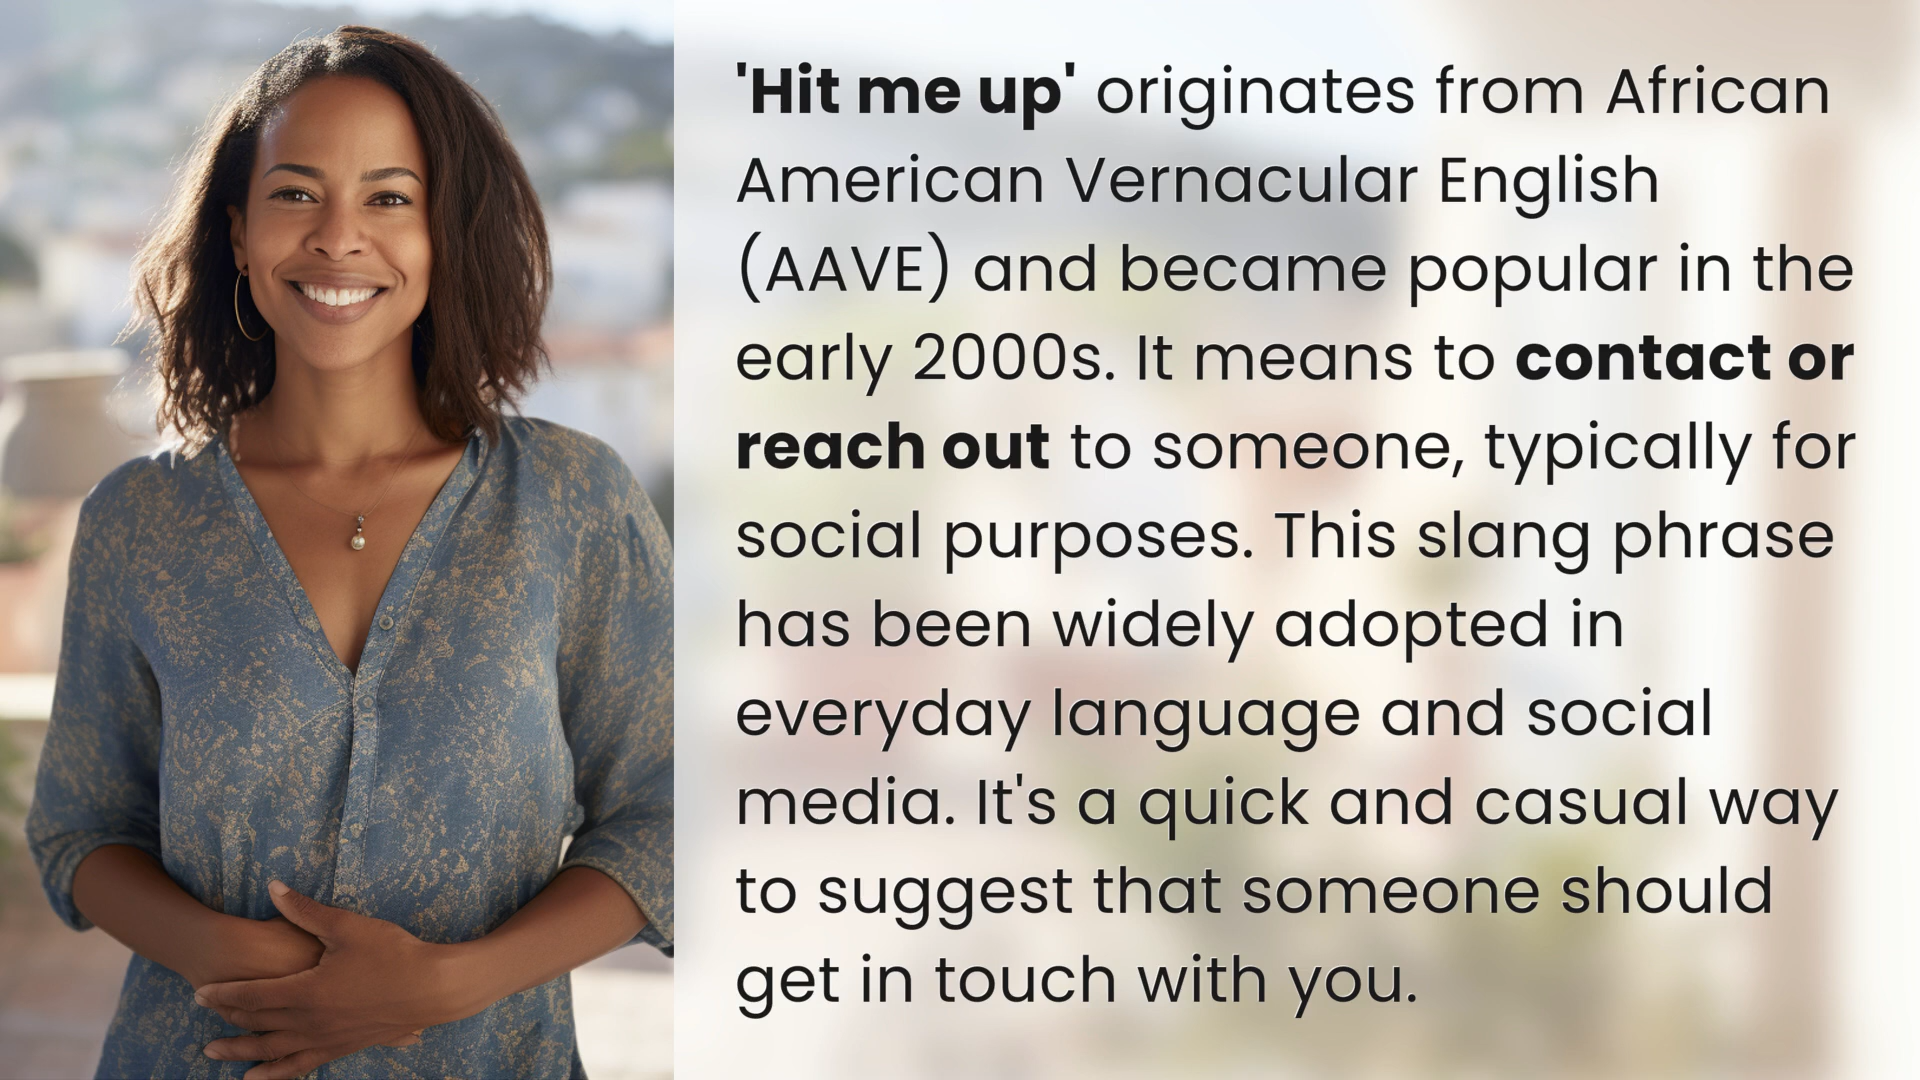 'Hit me up' originates from African
American Vernacular English
(AAVE) and became popular in the
early 2000s. It means to contact or
reach out to someone, typically for
social purposes. This slang phrase
has been widely adopted in
everyday language and social
media. It's a quick and casual way
to suggest that someone should
get in touch with you.